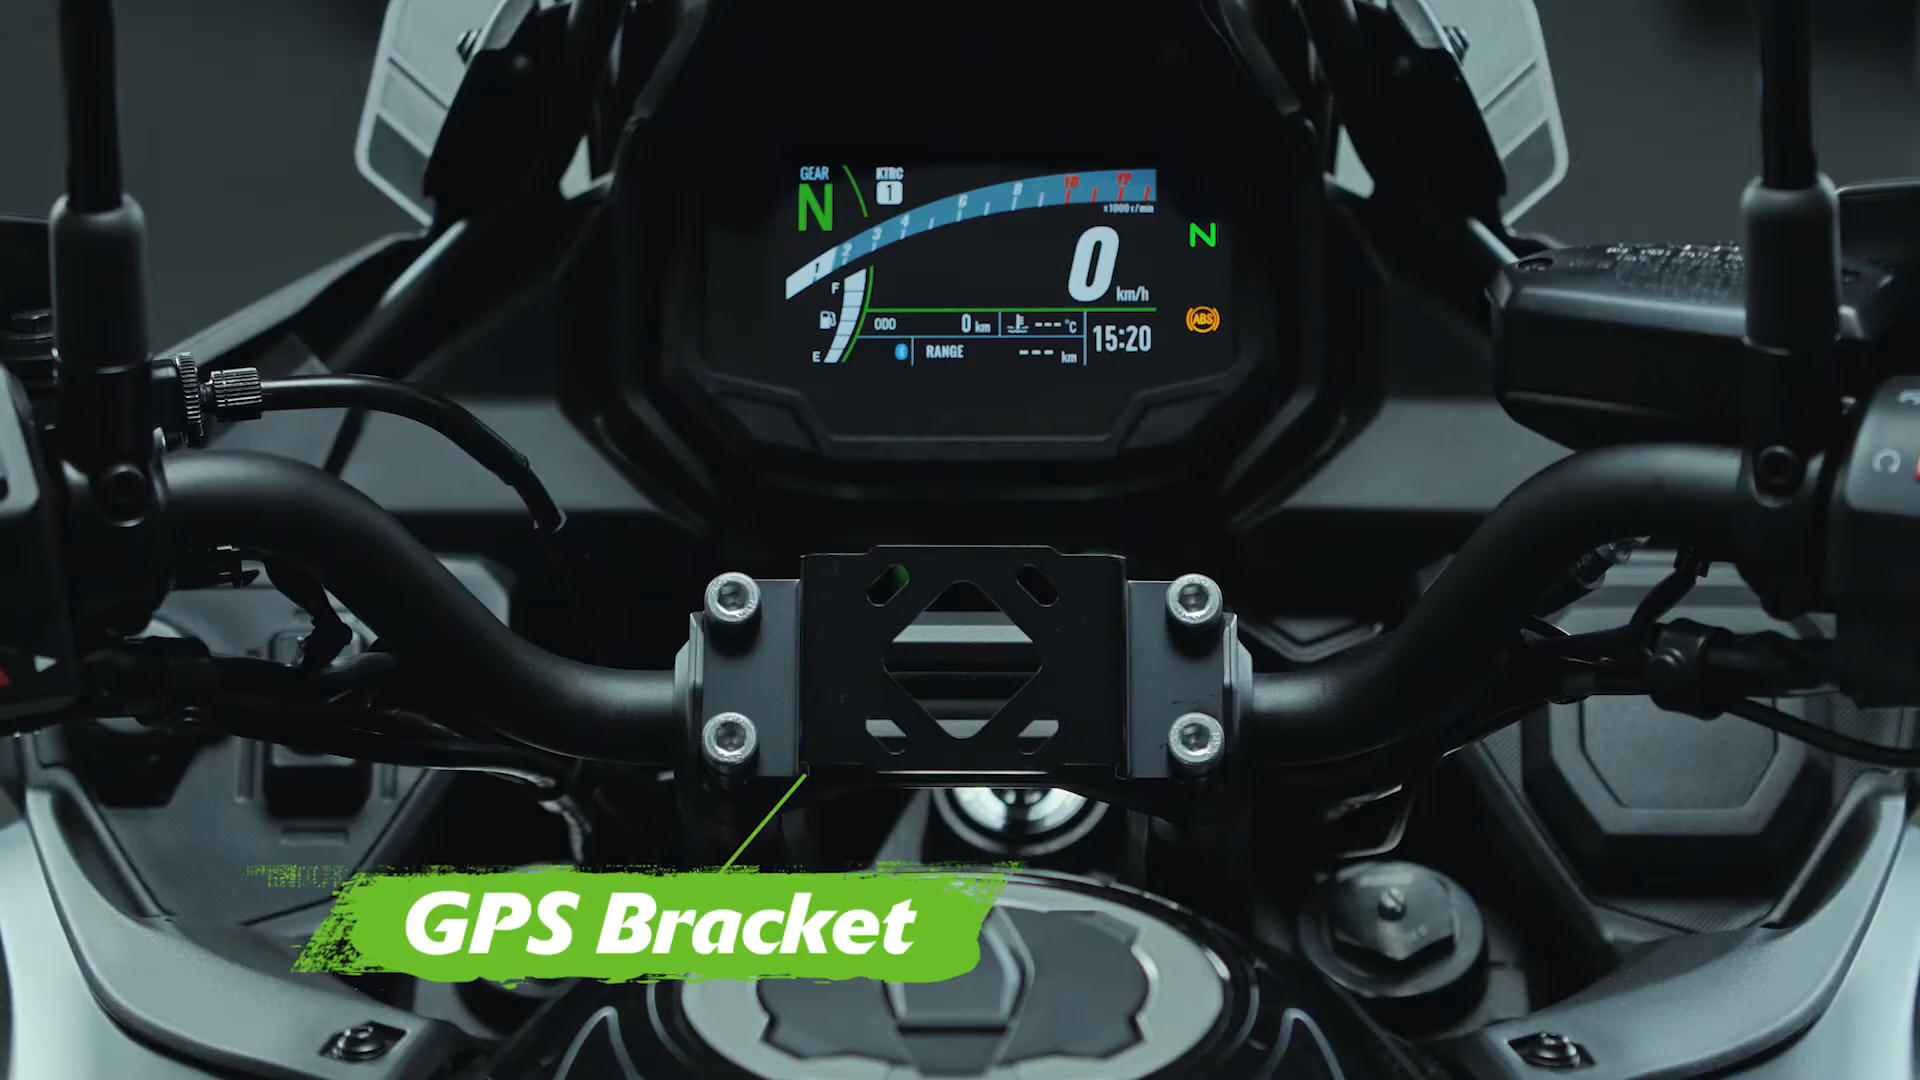 GEAR
N
KTRC
1
1 2 3 4 6 8 10 12
x1000 r/min
0 km/h
N
F
E
ODO 0 km
--- °C
RANGE --- km
15:20
ABS
C
GPS Bracket